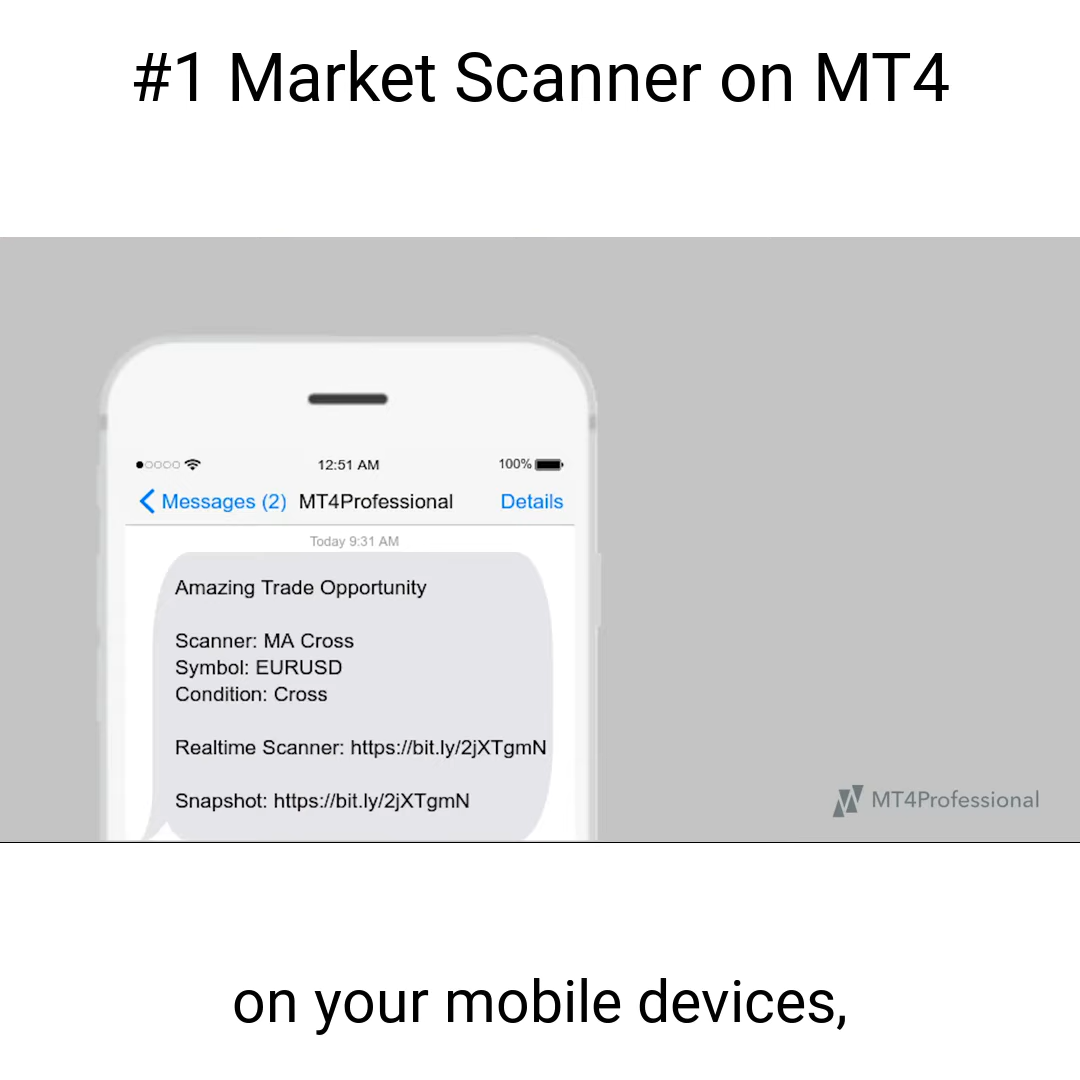 #1 Market Scanner on MT4
12:51 AM
100%
Messages (2)
MT4Professional
Details
Today 9:31 AM
Amazing Trade Opportunity
Scanner: MA Cross
Symbol: EURUSD
Condition: Cross
Realtime Scanner: https://bit.ly/2jXTgmN
Snapshot: https://bit.ly/2jXTgmN
MT4Professional
on your mobile devices,